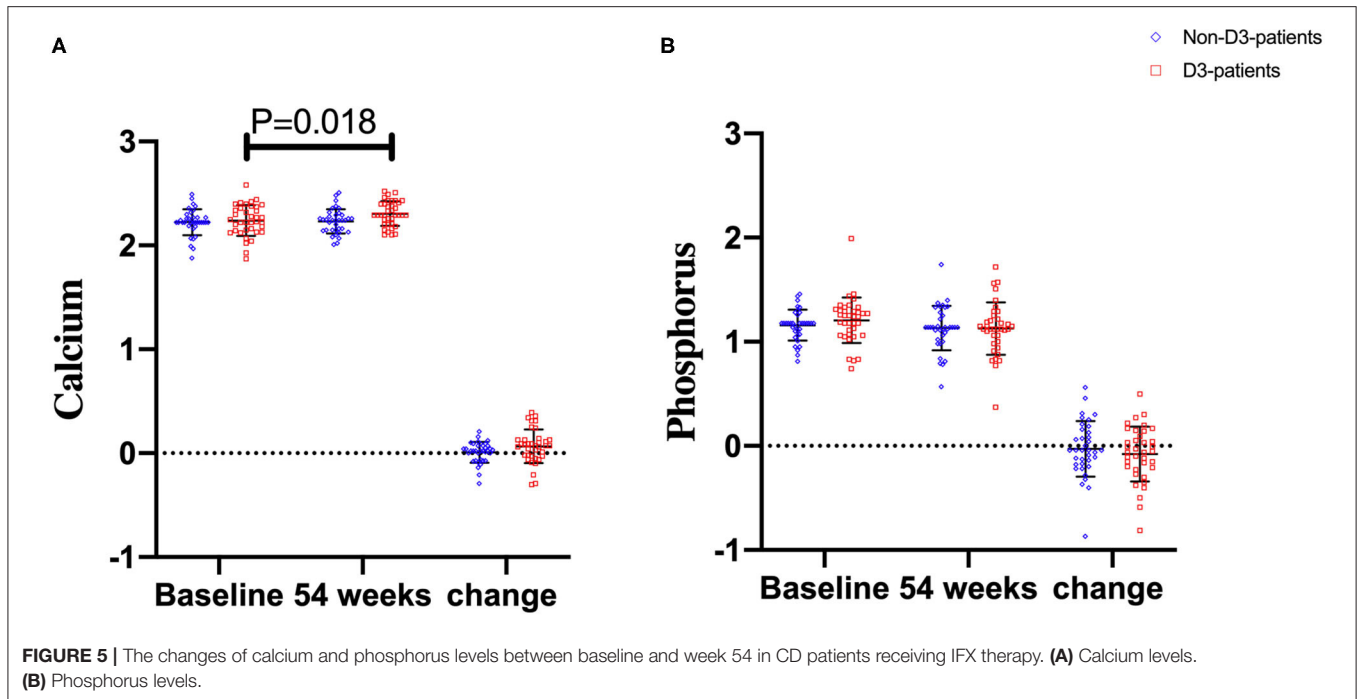 A
B
Non-D3-patients
D3-patients
P=0.018
3
2
1
0
-1
Calcium
Baseline 54 weeks change
3
2
1
0
-1
Phosphorus
Baseline 54 weeks change
FIGURE 5 | The changes of calcium and phosphorus levels between baseline and week 54 in CD patients receiving IFX therapy. (A) Calcium levels.
(B) Phosphorus levels.